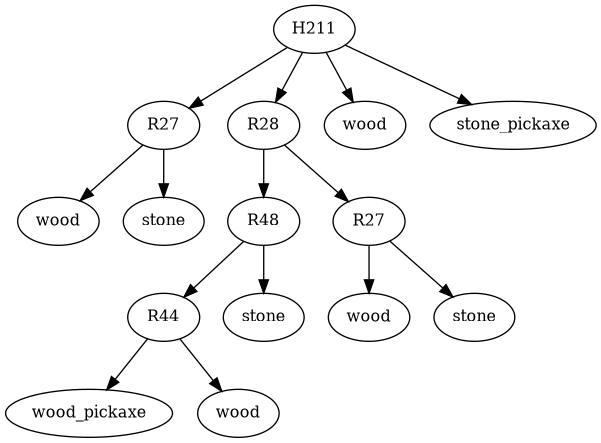 H211
R27
R28
wood
stone_pickaxe
wood
stone
R48
R27
R44
stone
wood
stone
wood_pickaxe
wood